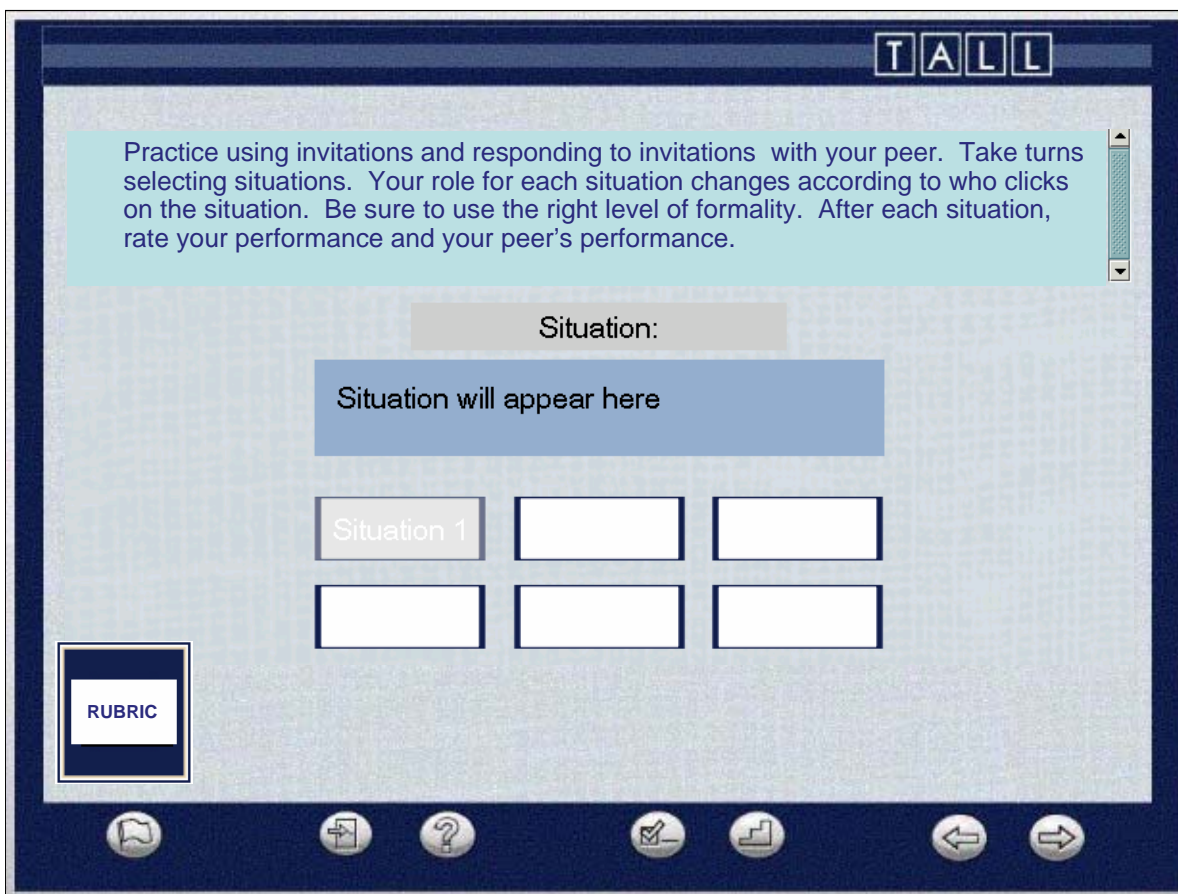 TALL
Practice using invitations and responding to invitations  with your peer.  Take turns
selecting situations.  Your role for each situation changes according to who clicks
on the situation.  Be sure to use the right level of formality.  After each situation,
rate your performance and your peer’s performance.
Situation:
Situation will appear here
Situation 1
RUBRIC